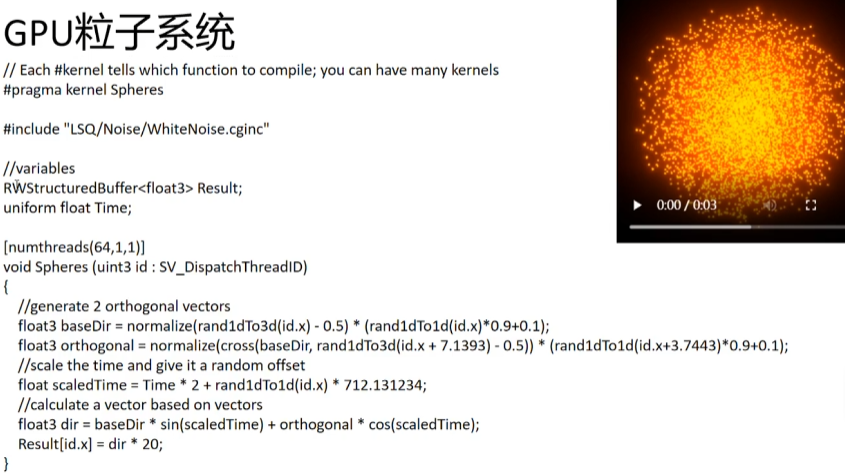 GPU粒子系统
// Each #kernel tells which function to compile; you can have many kernels
#pragma kernel Spheres
#include "LSQ/Noise/WhiteNoise.cginc"
//variables
RWStructuredBuffer<float3> Result;
uniform float Time;
[numthreads(64,1,1)]
void Spheres (uint3 id : SV_DispatchThreadID)
{
//generate 2 orthogonal vectors
float3 baseDir = normalize(rand1dTo3d(id.x) - 0.5) * (rand1dTo1d(id.x)*0.9+0.1);
float3 orthogonal = normalize(cross(baseDir, rand1dTo3d(id.x + 7.1393) - 0.5)) * (rand1dTo1d(id.x+3.7443)*0.9+0.1);
//scale the time and give it a random offset
float scaledTime = Time * 2 + rand1dTo1d(id.x) * 712.131234;
//calculate a vector based on vectors
float3 dir = baseDir * sin(scaledTime) + orthogonal * cos(scaledTime);
Result[id.x] = dir * 20;
}
0:00 / 0:03